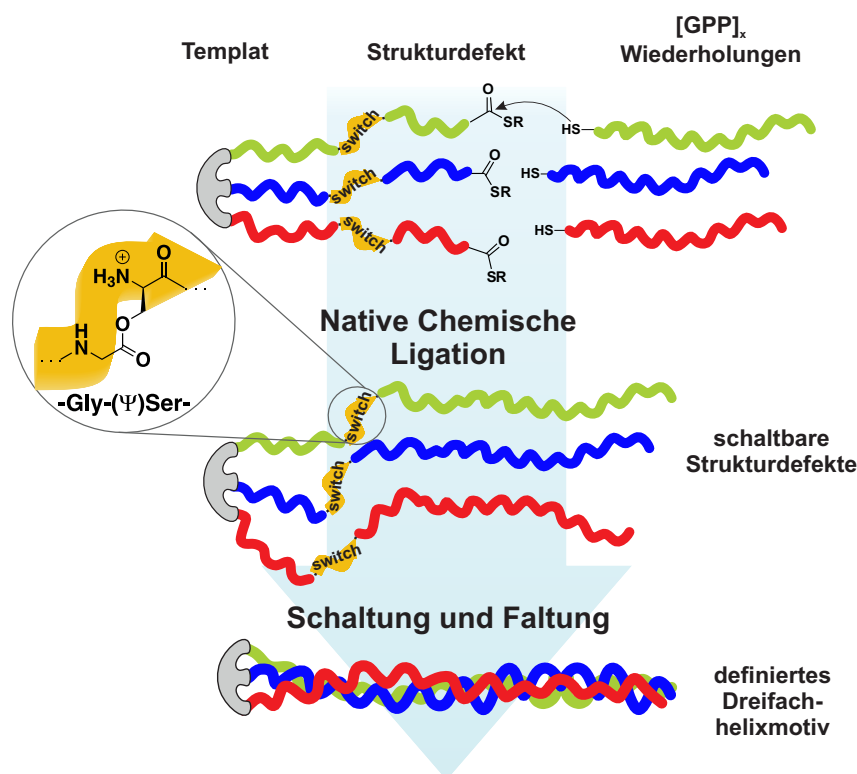 Templat
Strukturdefekt
[GPP]ₓ
Wiederholungen
O
SR
HS
switch
O
SR
HS
switch
O
SR
HS
switch
⊕
H₃N
O
O
H
N
O
-Gly-(Ψ)Ser-
Native Chemische
Ligation
switch
switch
switch
schaltbare
Strukturdefekte
Schaltung und Faltung
definiertes
Dreifach-
helixmotiv